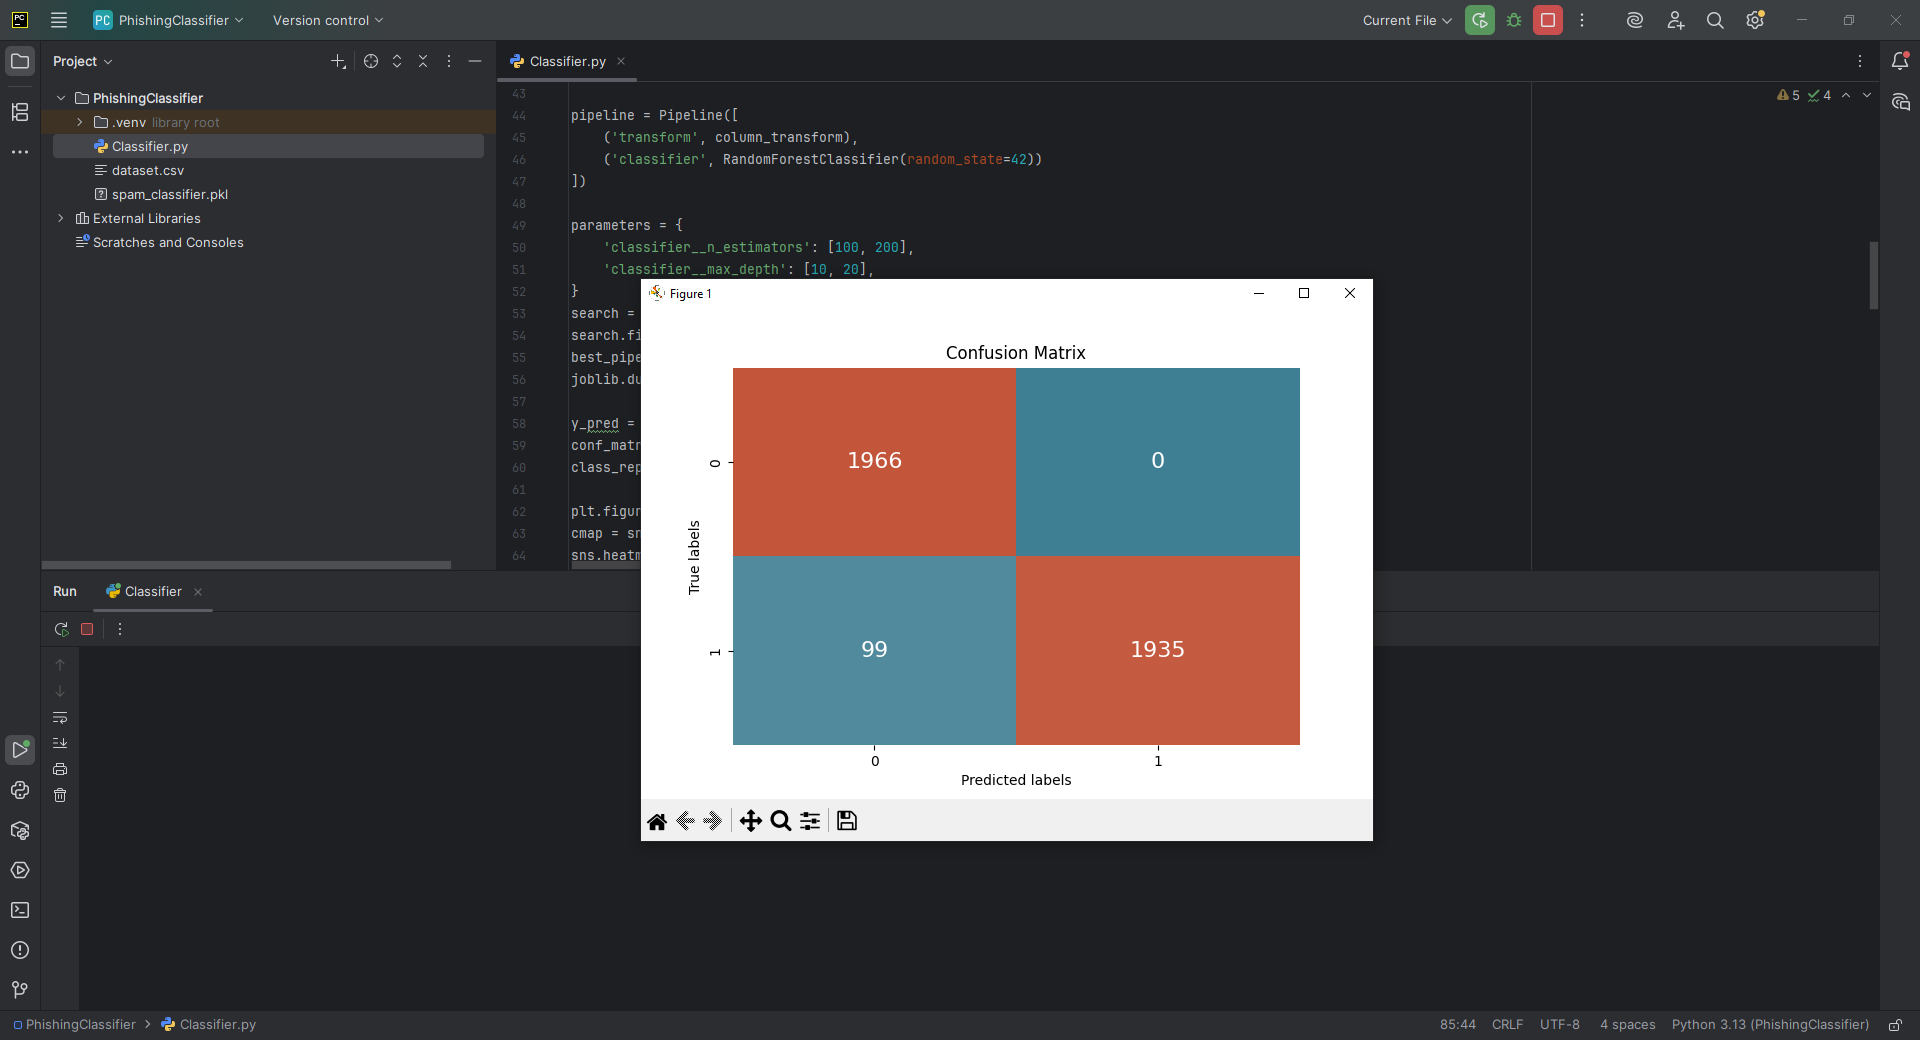 PC PhishingClassifier Version control Current File
Project
PhishingClassifier
.venv library root
Classifier.py
dataset.csv
spam_classifier.pkl
External Libraries
Scratches and Consoles
Classifier.py
5 4
43
44 pipeline = Pipeline([
45 ('transform', column_transform),
46 ('classifier', RandomForestClassifier(random_state=42))
47 ])
48
49 parameters = {
50 'classifier__n_estimators': [100, 200],
51 'classifier__max_depth': [10, 20],
52 }
53 search =
54 search.fi
55 best_pipe
56 joblib.du
57
58 y_pred =
59 conf_matr
60 class_rep
61
62 plt.figur
63 cmap = sn
64 sns.heatm
Figure 1
Confusion Matrix
1966 0
99 1935
0
1
True labels
0 1
Predicted labels
Run Classifier
PhishingClassifier > Classifier.py
85:44 CRLF UTF-8 4 spaces Python 3.13 (PhishingClassifier)